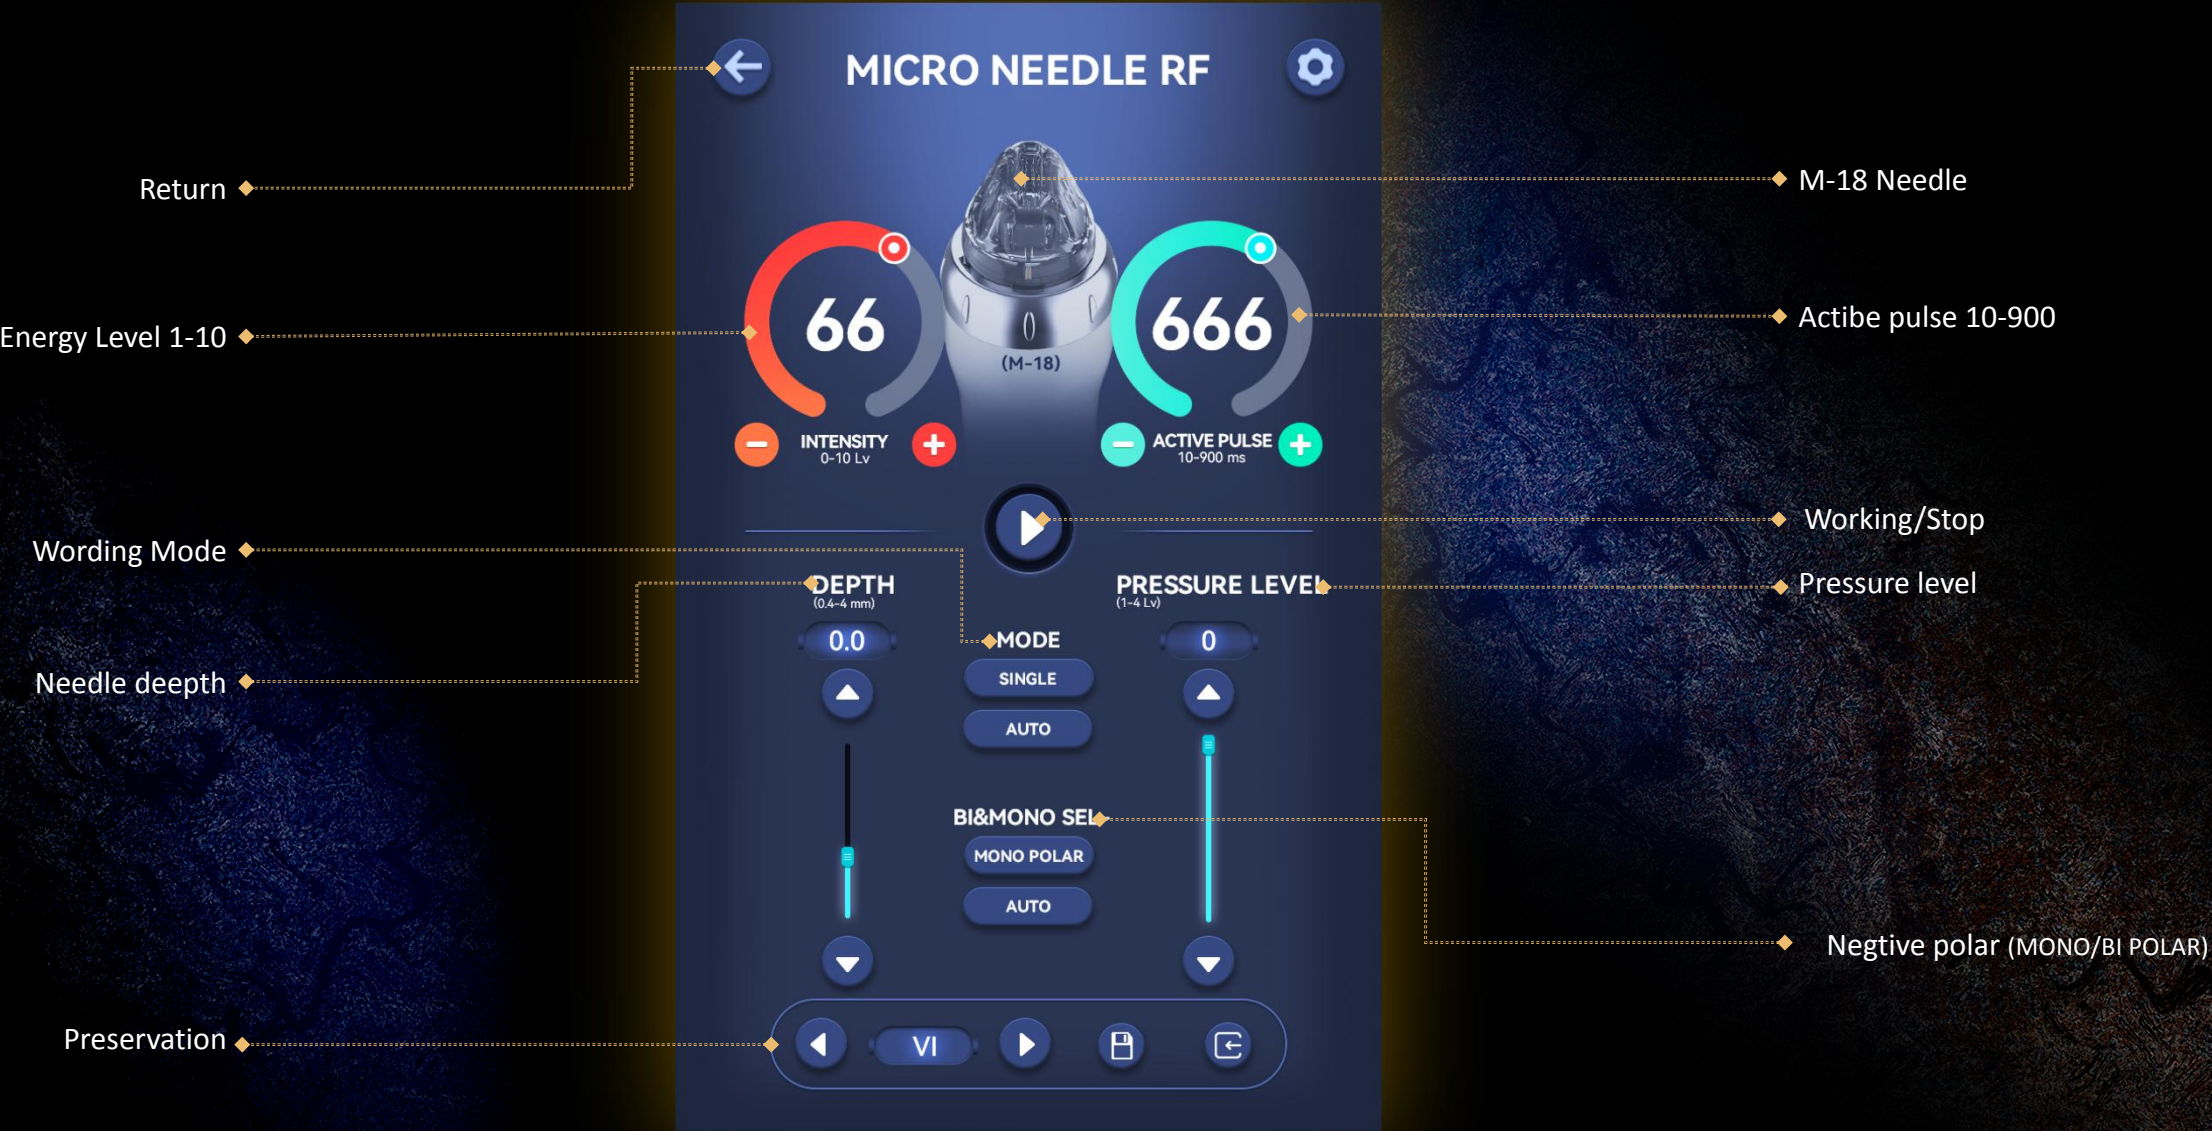 MICRO NEEDLE RF
Return
M-18 Needle
Energy Level 1-10
66
666
Actibe pulse 10-900
(M-18)
INTENSITY
0-10 Lv
ACTIVE PULSE
10-900 ms
Working/Stop
Wording Mode
DEPTH
(0.4-4 mm)
PRESSURE LEVEL
(1-4 Lv)
Pressure level
0.0
MODE
0
Needle deepth
SINGLE
AUTO
BI&MONO SEL
MONO POLAR
AUTO
Negtive polar (MONO/BI POLAR)
Preservation
VI